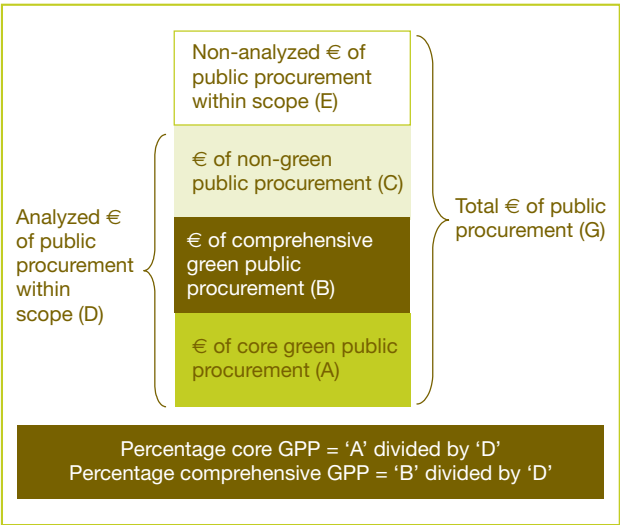 Non-analyzed € of
public procurement
within scope (E)
€ of non-green
public procurement (C)
Analyzed €
of public
procurement
within
scope (D)
€ of comprehensive
green public
procurement (B)
Total € of public
procurement (G)
€ of core green public
procurement (A)
Percentage core GPP = ‘A’ divided by ‘D’
Percentage comprehensive GPP = ‘B’ divided by ‘D’